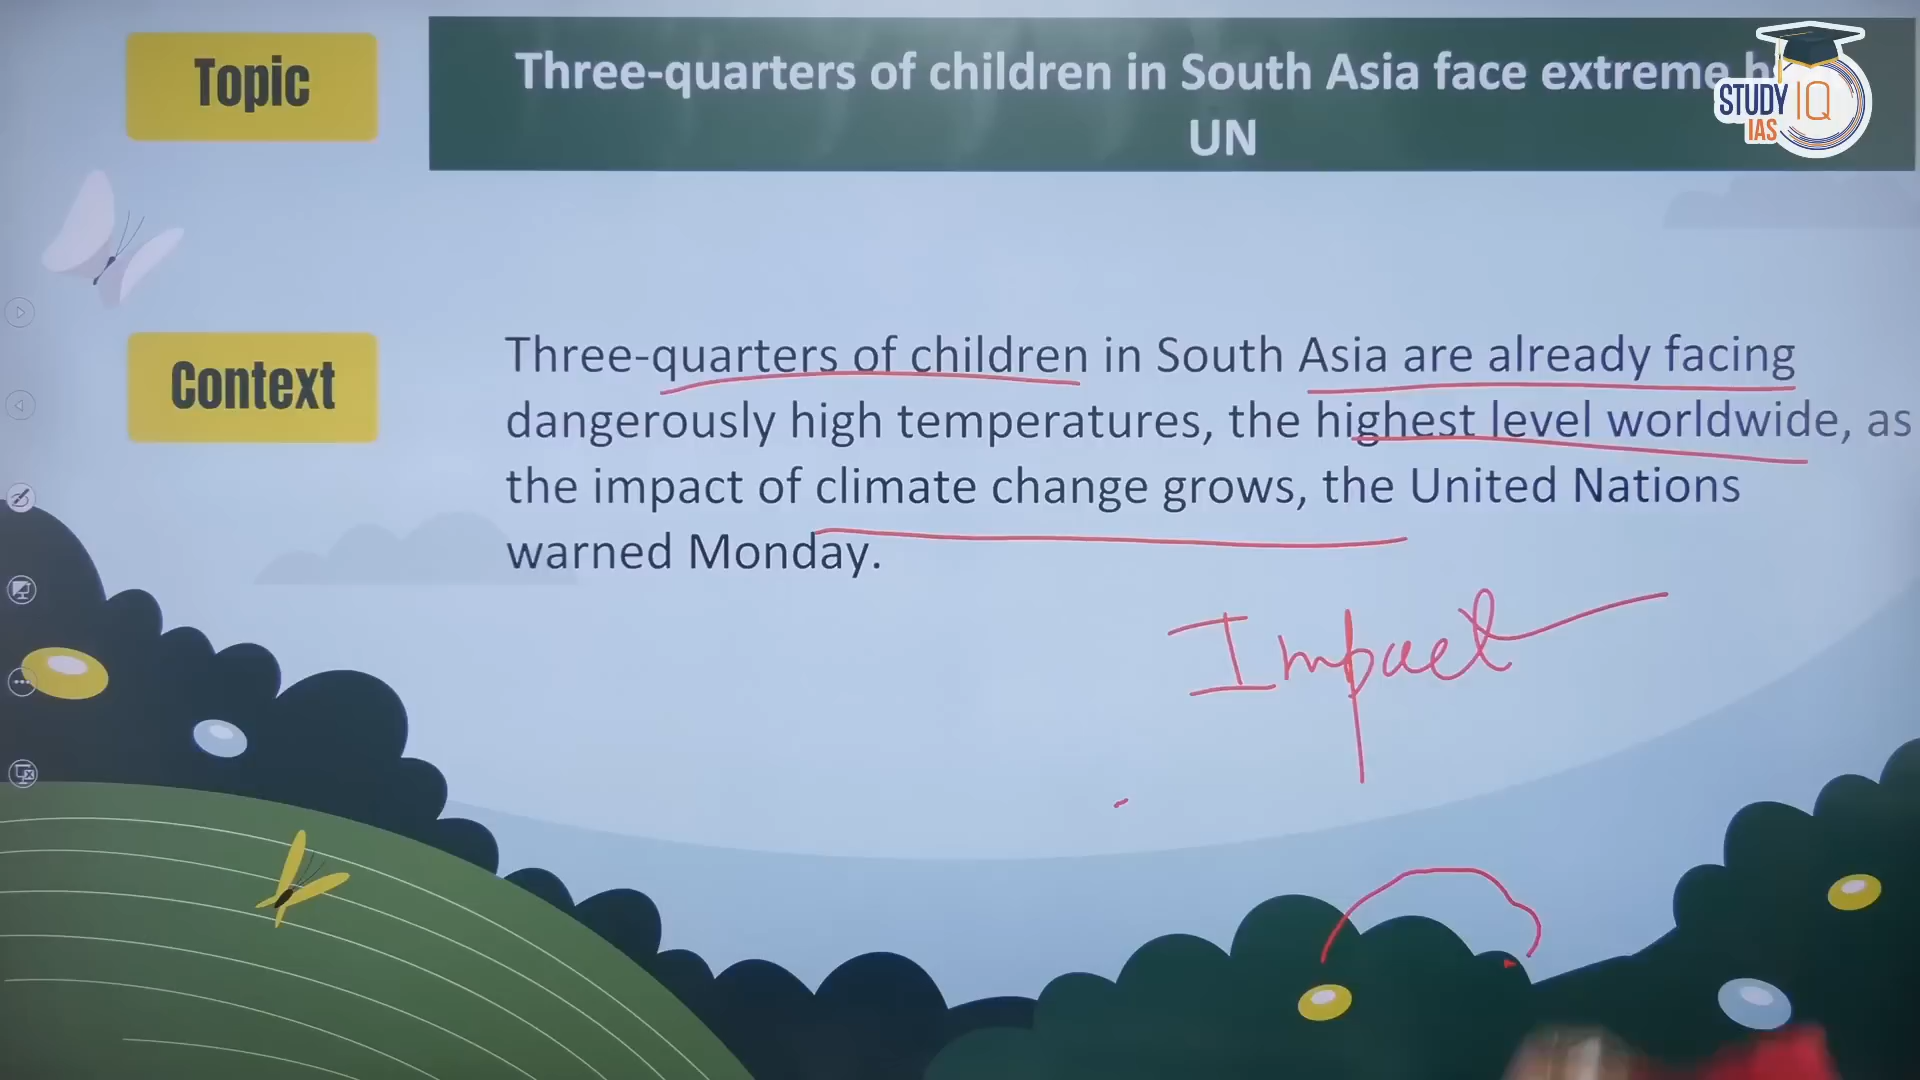 Topic
Three-quarters of children in South Asia face extreme
UN
STUDY IQ
IAS
Context
Three-quarters of children in South Asia are already facing
dangerously high temperatures, the highest level worldwide, as
the impact of climate change grows, the United Nations
warned Monday.
Impact